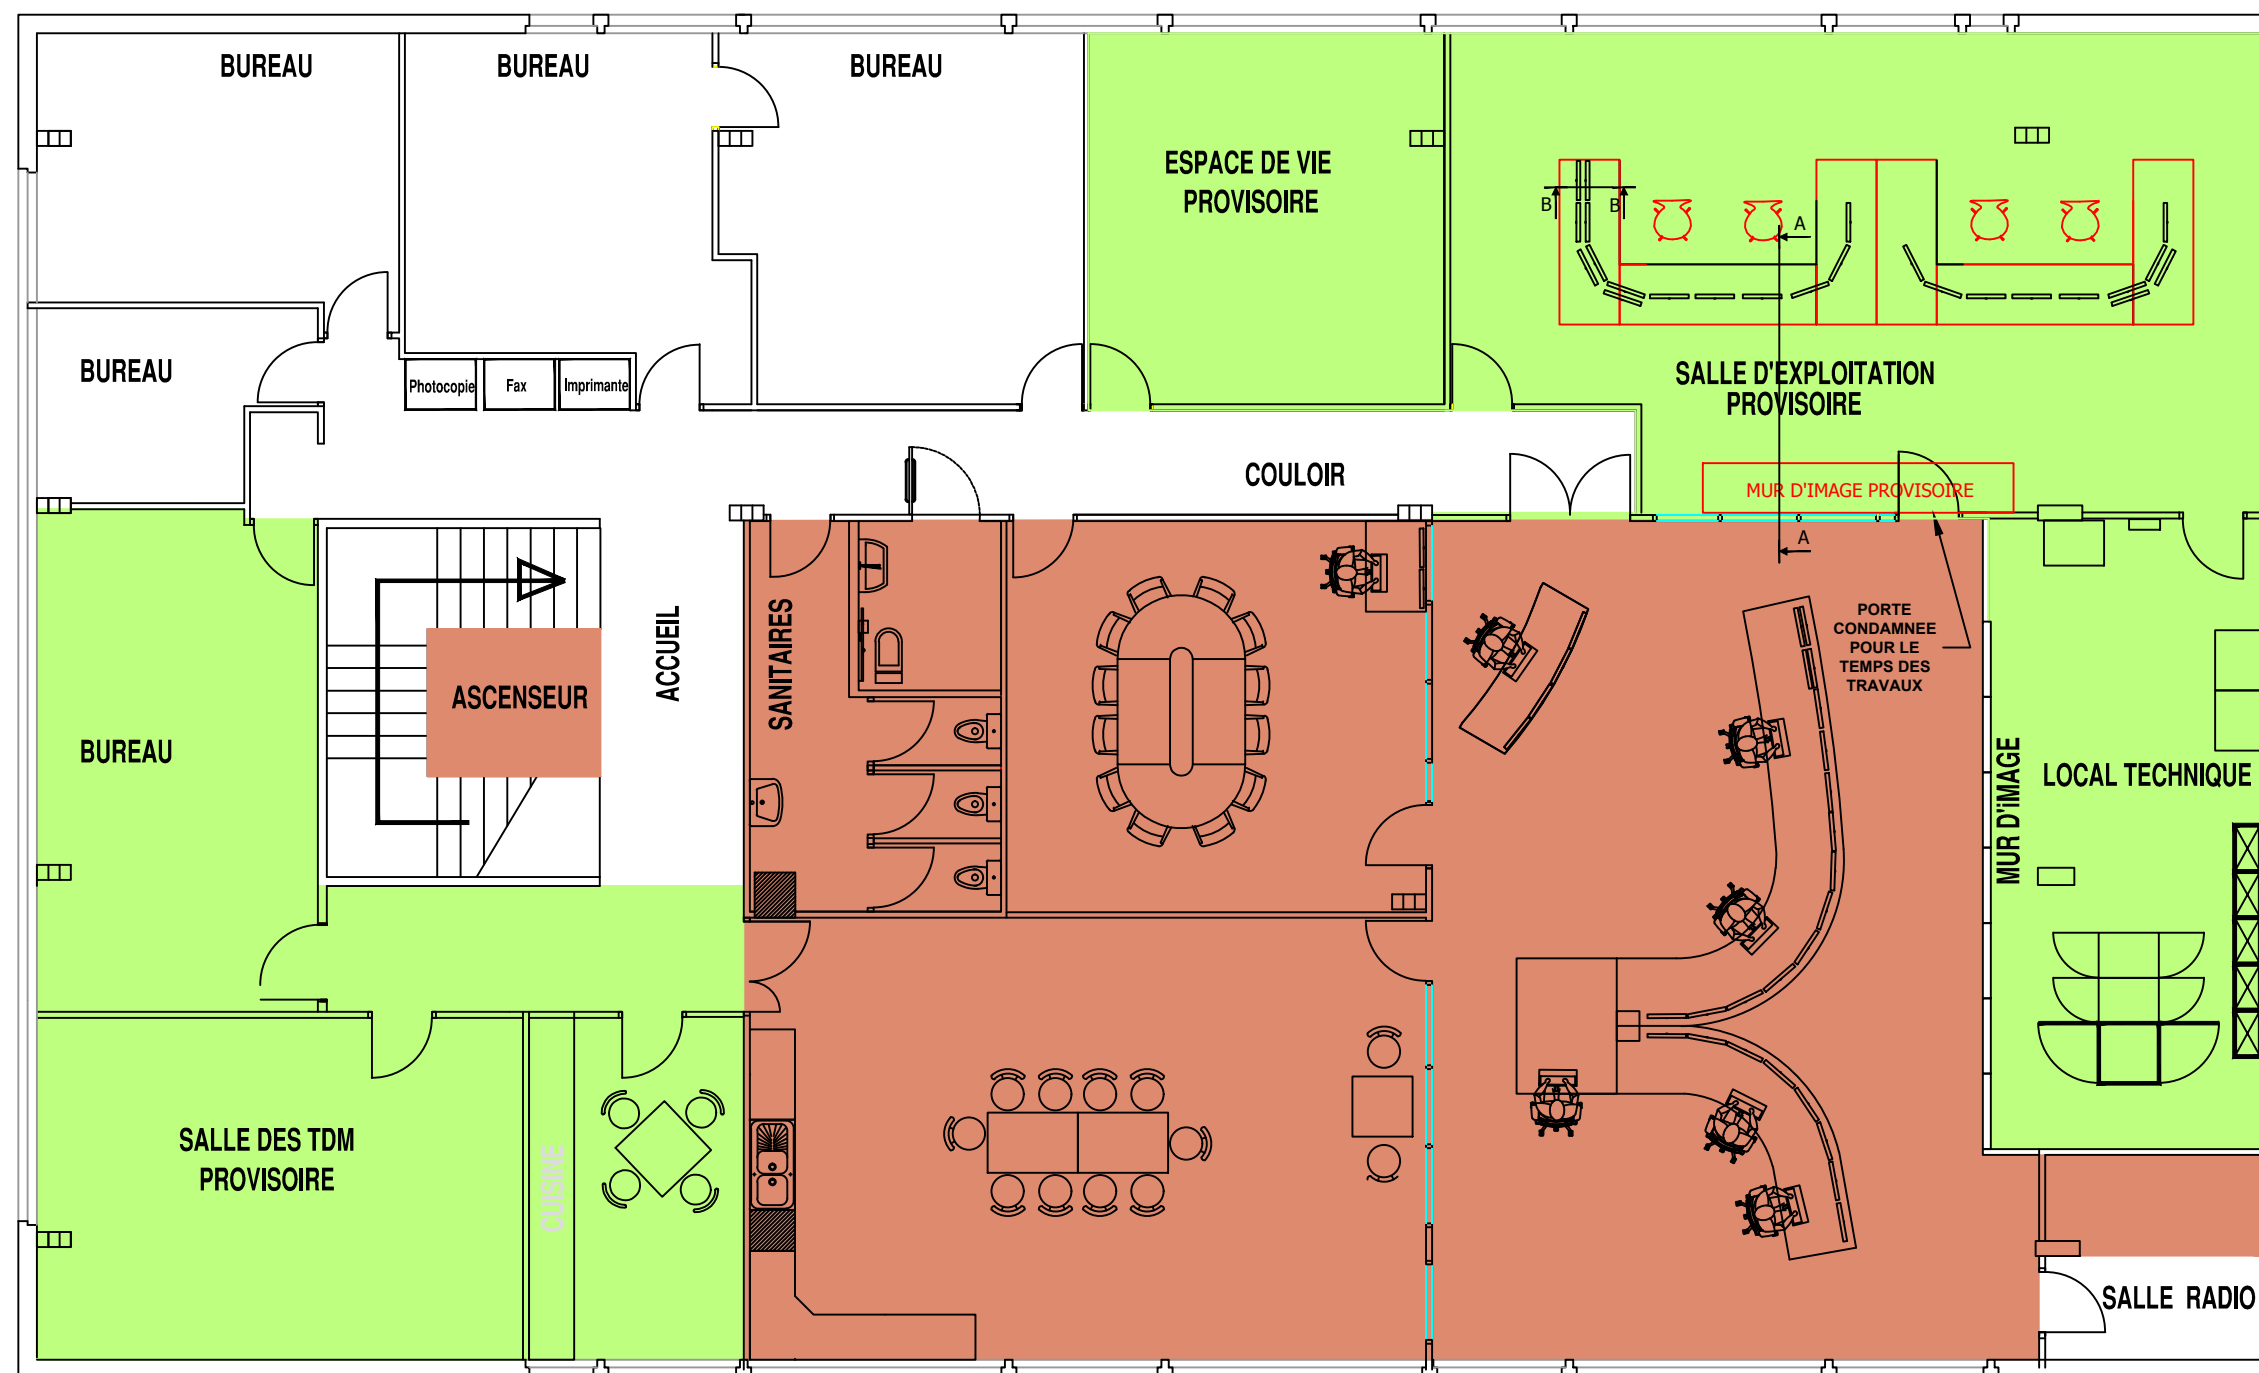 BUREAU
BUREAU
BUREAU
ESPACE DE VIE
PROVISOIRE
B
B
A
BUREAU
Photocopie
Fax
Imprimante
SALLE D'EXPLOITATION
PROVISOIRE
COULOIR
MUR D'IMAGE PROVISOIRE
A
ASCENSEUR
ACCUEIL
SANITAIRES
PORTE
CONDAMNEE
POUR LE
TEMPS DES
TRAVAUX
BUREAU
MUR D'iMAGE
LOCAL TECHNIQUE
SALLE DES TDM
PROVISOIRE
CUISINE
SALLE RADIO